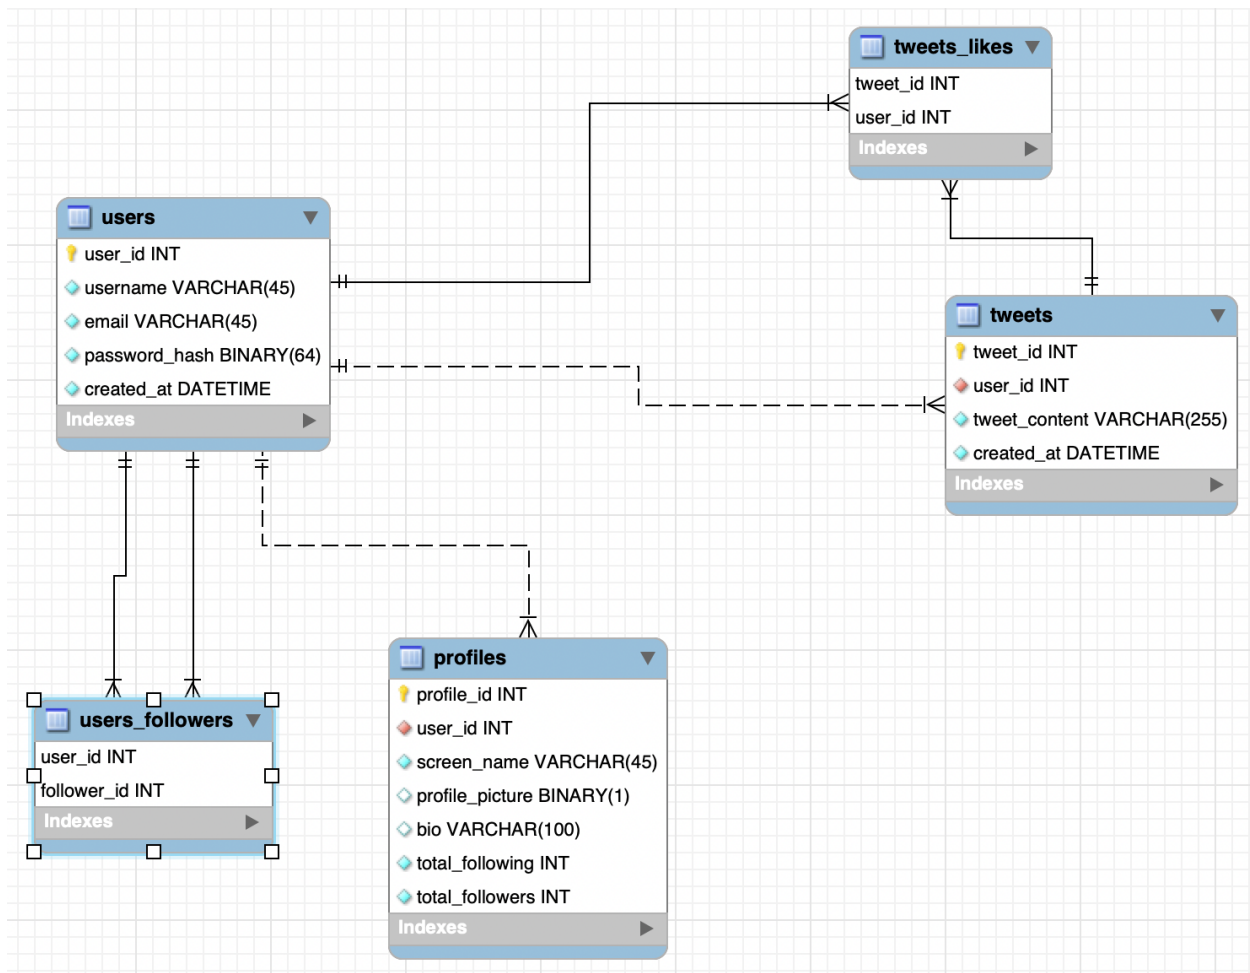 tweets_likes
tweet_id INT
user_id INT
Indexes
users
user_id INT
username VARCHAR(45)
email VARCHAR(45)
password_hash BINARY(64)
created_at DATETIME
Indexes
tweets
tweet_id INT
user_id INT
tweet_content VARCHAR(255)
created_at DATETIME
Indexes
users_followers
user_id INT
follower_id INT
Indexes
profiles
profile_id INT
user_id INT
screen_name VARCHAR(45)
profile_picture BINARY(1)
bio VARCHAR(100)
total_following INT
total_followers INT
Indexes